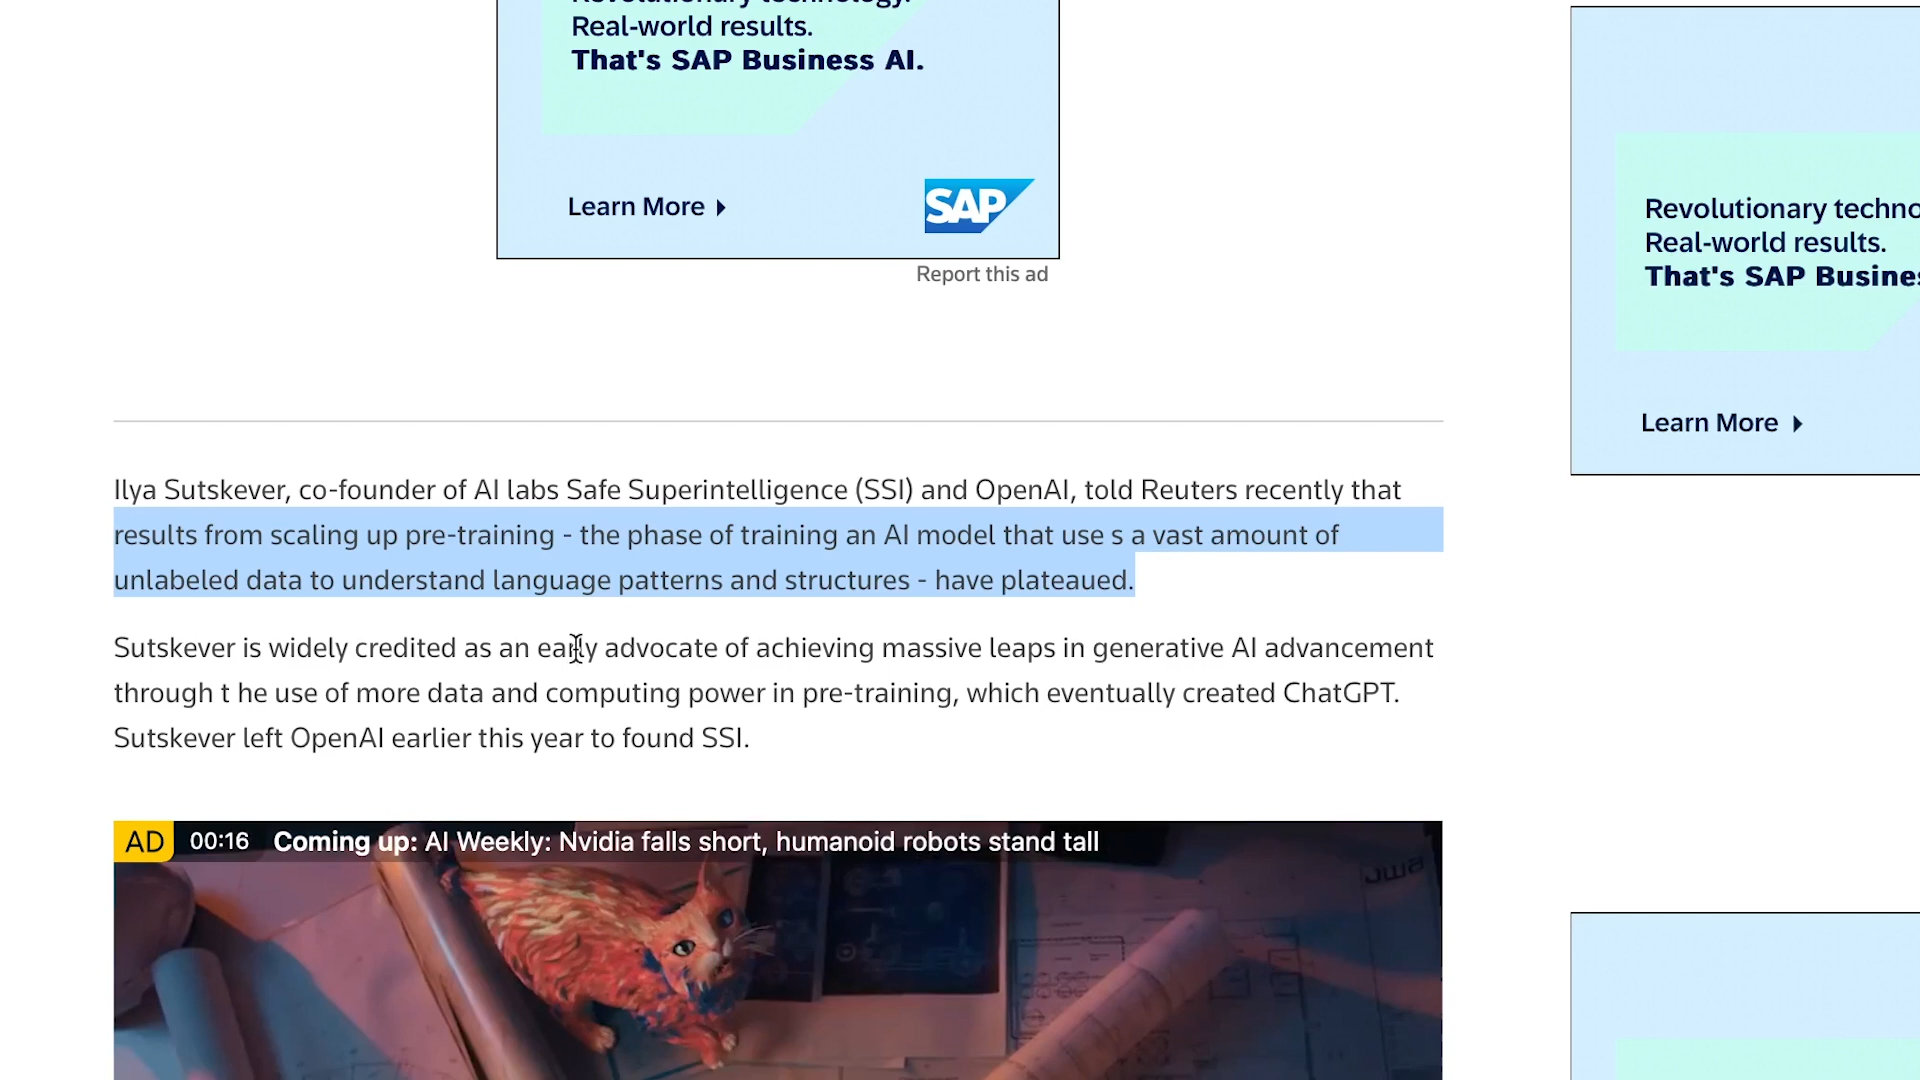 Revolutionary technology.
Real-world results.
That's SAP Business AI.
Learn More
SAP
Report this ad
Revolutionary techno
Real-world results.
That's SAP Busines
Learn More
Ilya Sutskever, co-founder of AI labs Safe Superintelligence (SSI) and OpenAI, told Reuters recently that
results from scaling up pre-training - the phase of training an AI model that use s a vast amount of
unlabeled data to understand language patterns and structures - have plateaued.
Sutskever is widely credited as an early advocate of achieving massive leaps in generative AI advancement
through t he use of more data and computing power in pre-training, which eventually created ChatGPT.
Sutskever left OpenAI earlier this year to found SSI.
AD 00:16 Coming up: AI Weekly: Nvidia falls short, humanoid robots stand tall